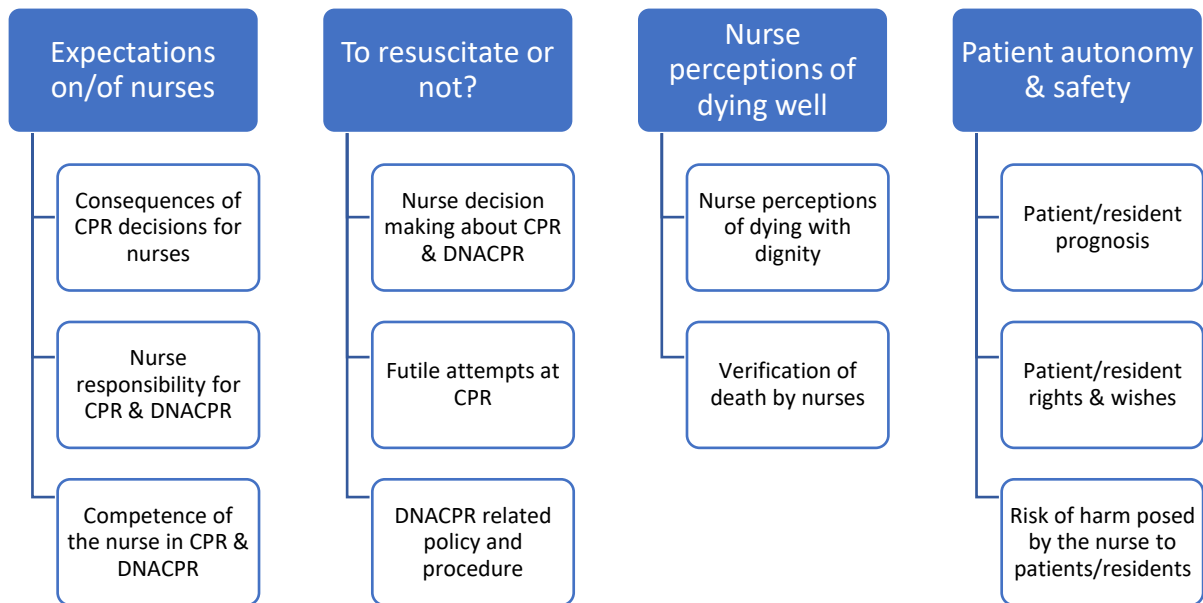 Expectations
on/of nurses
Consequences of
CPR decisions for
nurses
Nurse
responsibility for
CPR & DNACPR
Competence of
the nurse in CPR &
DNACPR
To resuscitate or
not?
Nurse decision
making about CPR
& DNACPR
Futile attempts at
CPR
DNACPR related
policy and
procedure
Nurse
perceptions of
dying well
Nurse perceptions
of dying with
dignity
Verification of
death by nurses
Patient autonomy
& safety
Patient/resident
prognosis
Patient/resident
rights & wishes
Risk of harm posed
by the nurse to
patients/residents